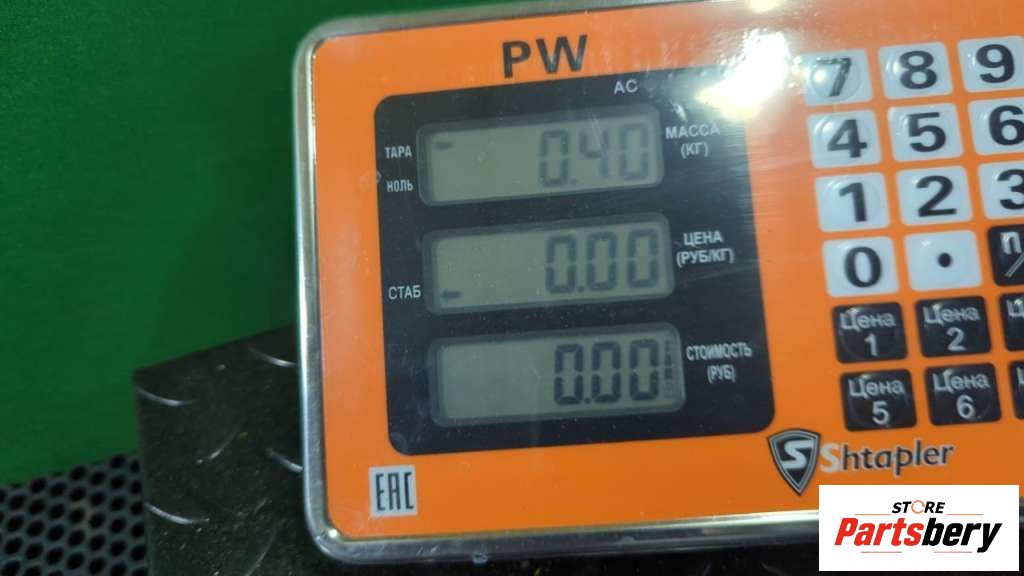 PW
AC
ТАРА
НОЛЬ
0.40
МАССА
(КГ)
СТАБ
0.00
ЦЕНА
(РУБ/КГ)
0.00
СТОИМОСТЬ
(РУБ)
7 8 9
4 5 6
1 2 3
0 .
Цена 1
Цена 2
Цена 5
Цена 6
S Shtapler
EAC
STORE
Partsbery